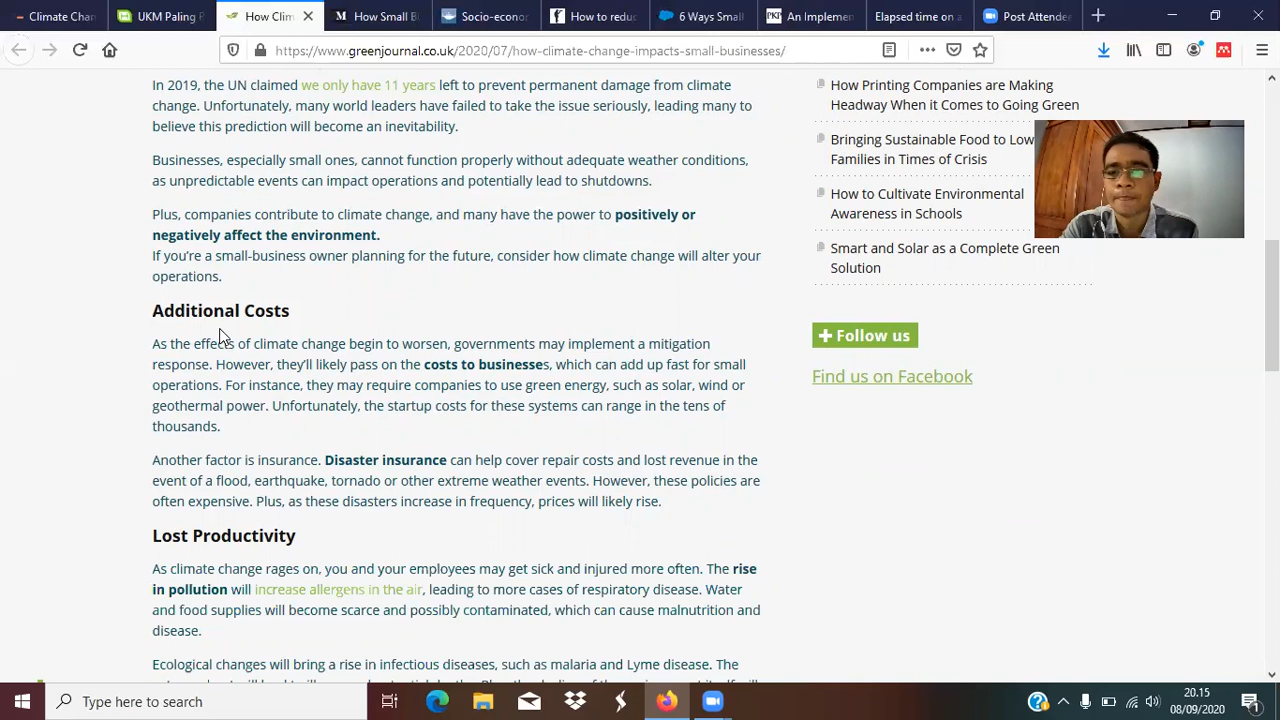 Climate Chan
UKM Paling P
How Clim
How Small B
Socio-econo
How to reduc
6 Ways Small
PKP An Implemen
Elapsed time on a
Post Attendee
https://www.greenjournal.co.uk/2020/07/how-climate-change-impacts-small-businesses/
In 2019, the UN claimed we only have 11 years left to prevent permanent damage from climate
change. Unfortunately, many world leaders have failed to take the issue seriously, leading many to
believe this prediction will become an inevitability.
Businesses, especially small ones, cannot function properly without adequate weather conditions,
as unpredictable events can impact operations and potentially lead to shutdowns.
Plus, companies contribute to climate change, and many have the power to positively or
negatively affect the environment.
If you're a small-business owner planning for the future, consider how climate change will alter your
operations.
Additional Costs
As the effects of climate change begin to worsen, governments may implement a mitigation
response. However, they'll likely pass on the costs to businesses, which can add up fast for small
operations. For instance, they may require companies to use green energy, such as solar, wind or
geothermal power. Unfortunately, the startup costs for these systems can range in the tens of
thousands.
Another factor is insurance. Disaster insurance can help cover repair costs and lost revenue in the
event of a flood, earthquake, tornado or other extreme weather events. However, these policies are
often expensive. Plus, as these disasters increase in frequency, prices will likely rise.
Lost Productivity
As climate change rages on, you and your employees may get sick and injured more often. The rise
in pollution will increase allergens in the air, leading to more cases of respiratory disease. Water
and food supplies will become scarce and possibly contaminated, which can cause malnutrition and
disease.
Ecological changes will bring a rise in infectious diseases, such as malaria and Lyme disease. The
How Printing Companies are Making
Headway When it Comes to Going Green
Bringing Sustainable Food to Low
Families in Times of Crisis
How to Cultivate Environmental
Awareness in Schools
Smart and Solar as a Complete Green
Solution
Follow us
Find us on Facebook
Type here to search
20.15
08/09/2020